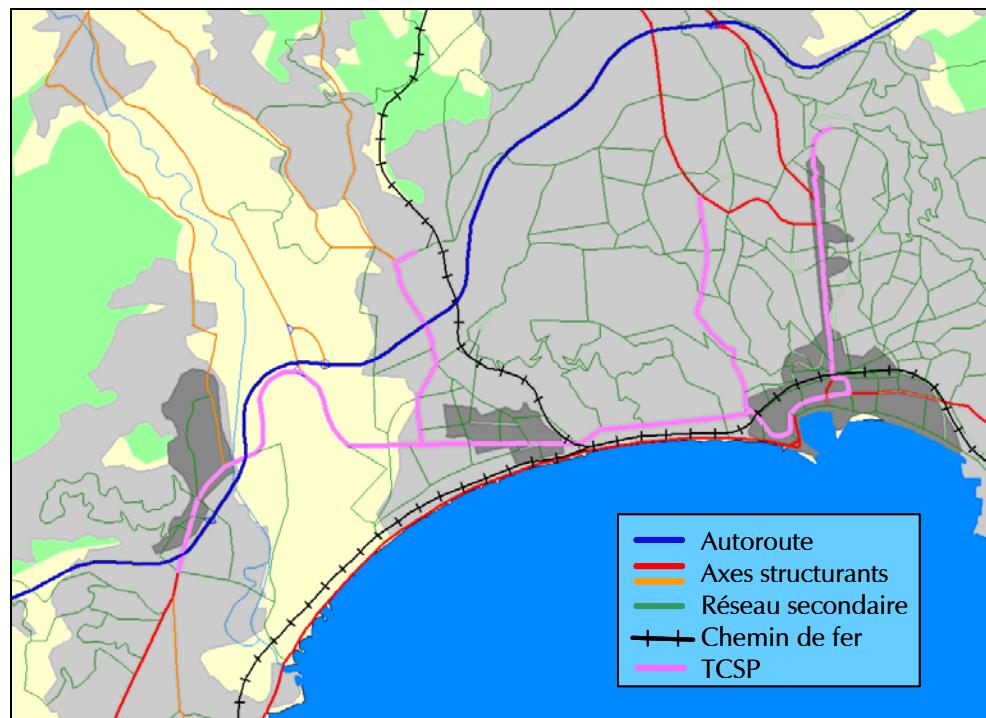 Autoroute
Axes structurants
Réseau secondaire
Chemin de fer
TCSP